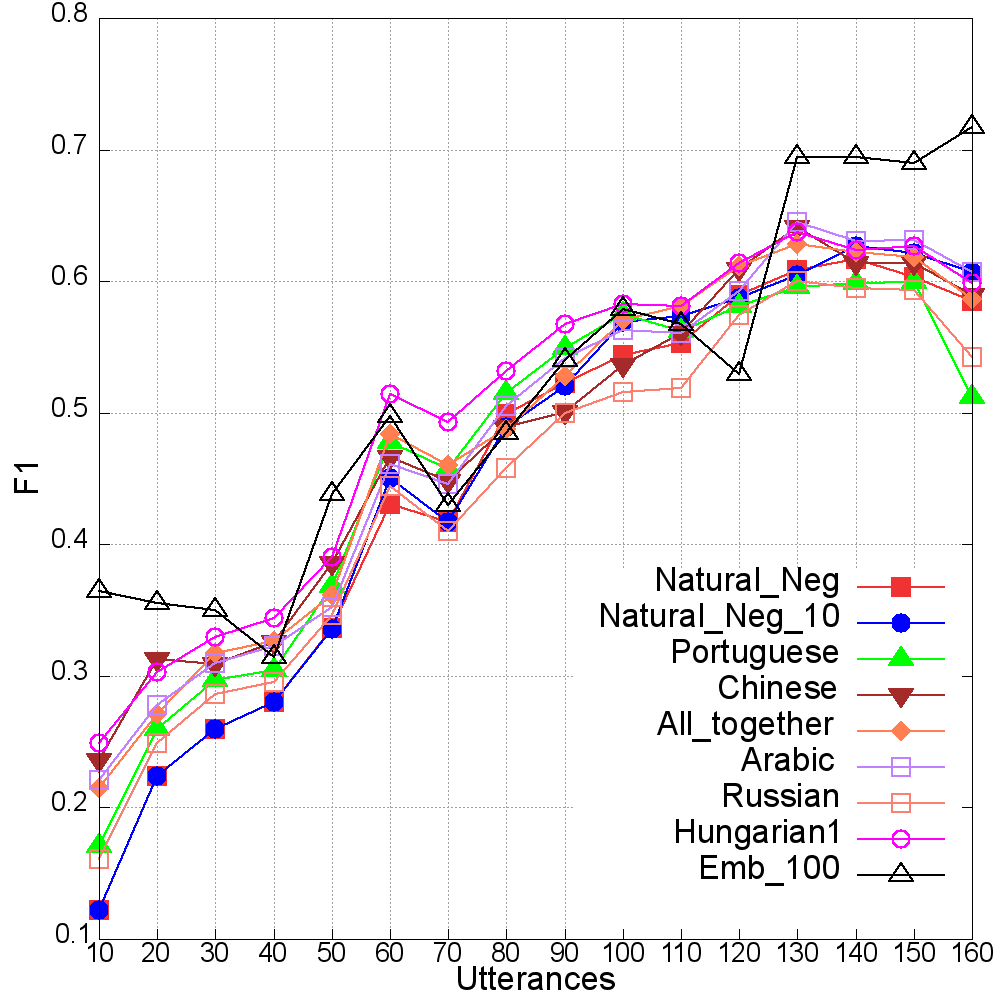 0.8
0.7
0.6
0.5
0.4
0.3
0.2
0.1
F1
Natural_Neg
Natural_Neg_10
Portuguese
Chinese
All_together
Arabic
Russian
Hungarian1
Emb_100
10 20 30 40 50 60 70 80 90 100 110 120 130 140 150 160
Utterances